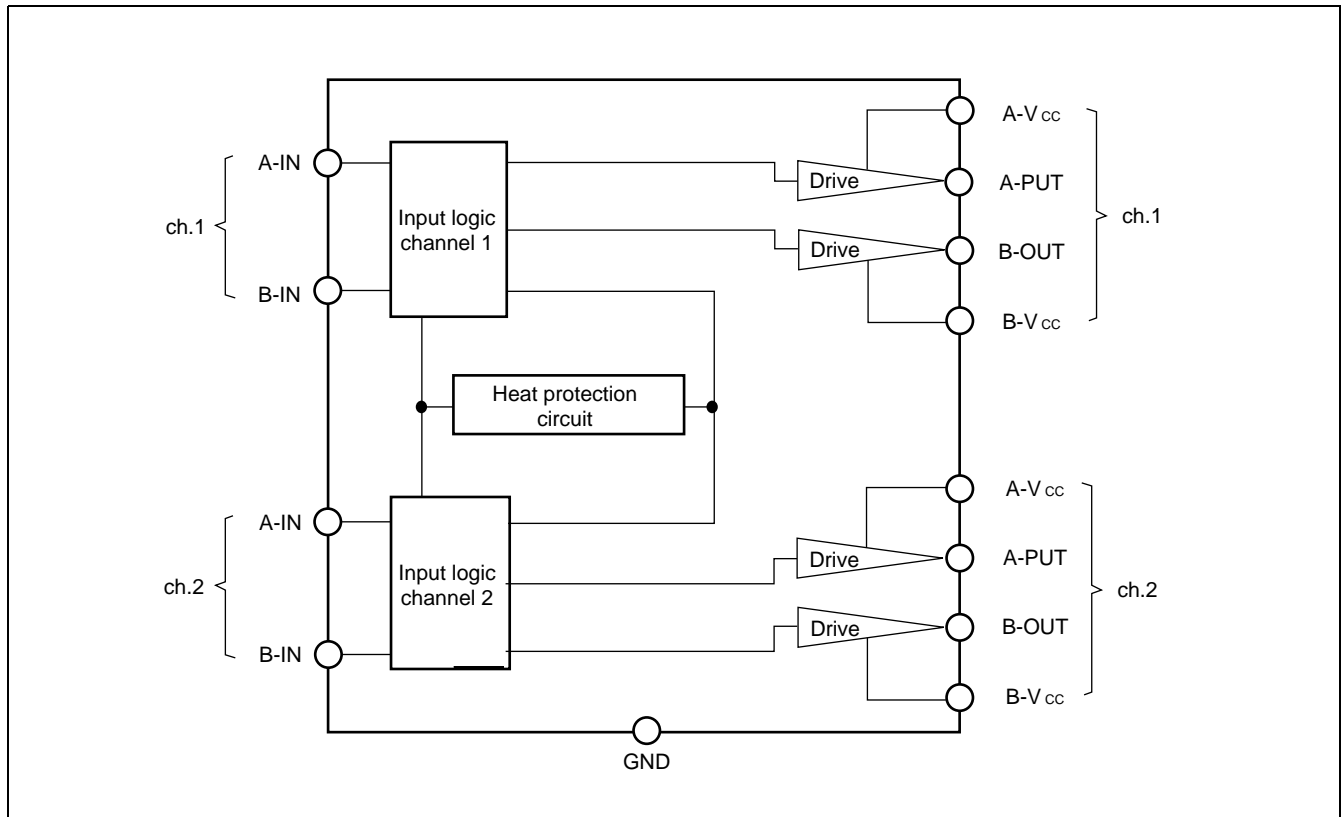 A-IN
ch.1
B-IN
Input logic
channel 1
Drive
Drive
A-Vcc
A-PUT
B-OUT
B-Vcc
ch.1
Heat protection
circuit
A-IN
ch.2
B-IN
Input logic
channel 2
Drive
Drive
A-Vcc
A-PUT
B-OUT
B-Vcc
ch.2
GND